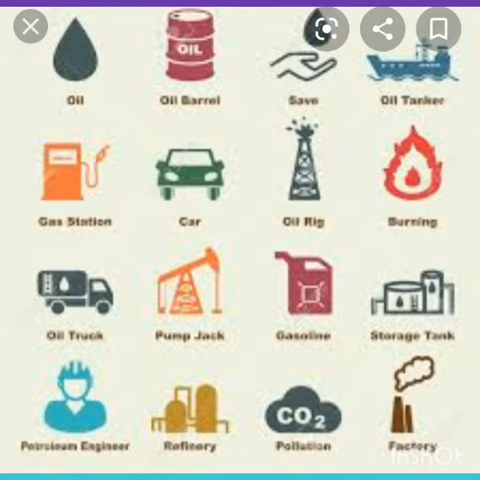 OIL
Oil
Oil Barrel
Save
Oil Tanker
Gas Station
Car
Oil Rig
Burning
Oil Truck
Pump Jack
Gasoline
Storage Tank
CO2
Petroleum Engineer
Refinery
Pollution
Factory
InShOt